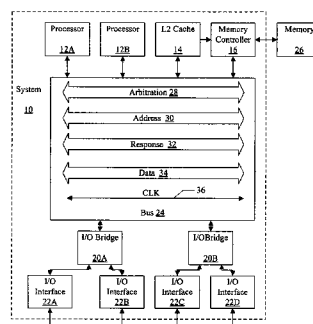 Processor
12A
Processor
12B
L2 Cache
14
Memory
Controller
16
Memory
26
System
10
Arbitration 28
Address 30
Response 32
Data 34
CLK
36
Bus 24
I/O Bridge
20A
I/OBridge
20B
I/O
Interface
22A
I/O
Interface
22B
I/O
Interface
22C
I/O
Interface
22D